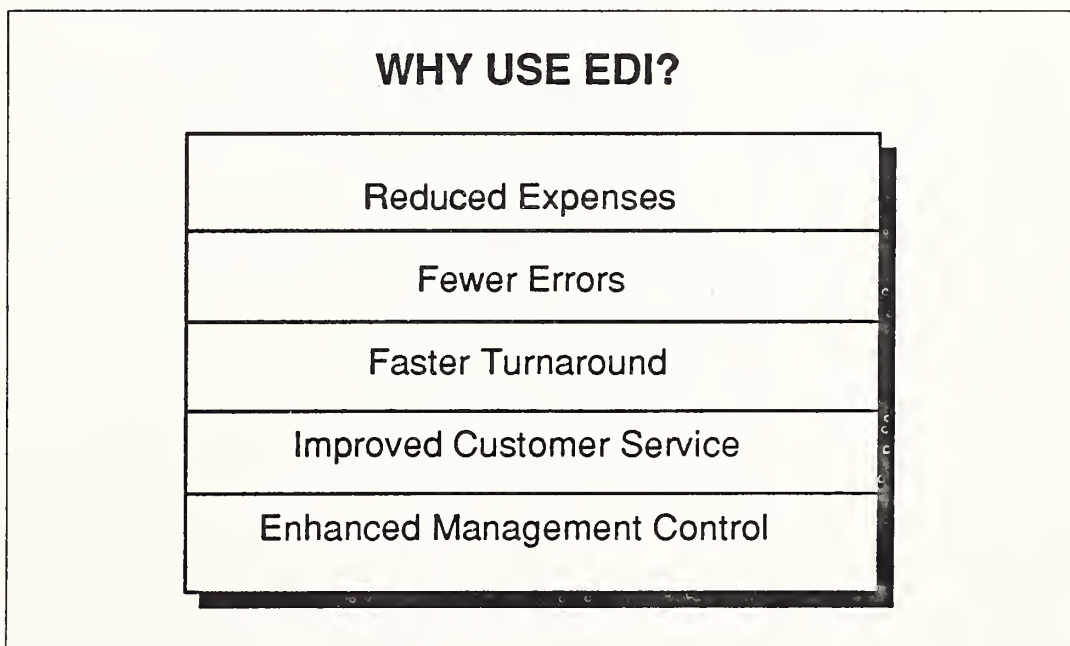 WHY USE EDI?
Reduced Expenses
Fewer Errors
Faster Turnaround
Improved Customer Service
Enhanced Management Control